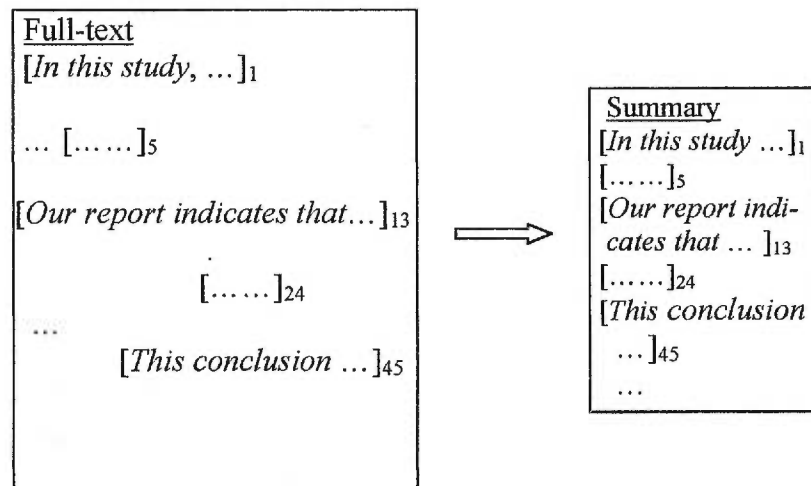 Full-text
[In this study, ...]1
... [... ...]5
[Our report indicates that...]13
[... ...]24
...
[This conclusion ...]45
Summary
[In this study ...]1
[... ...]5
[Our report indi-
cates that ... ]13
[... ...]24
[This conclusion
...]45
...